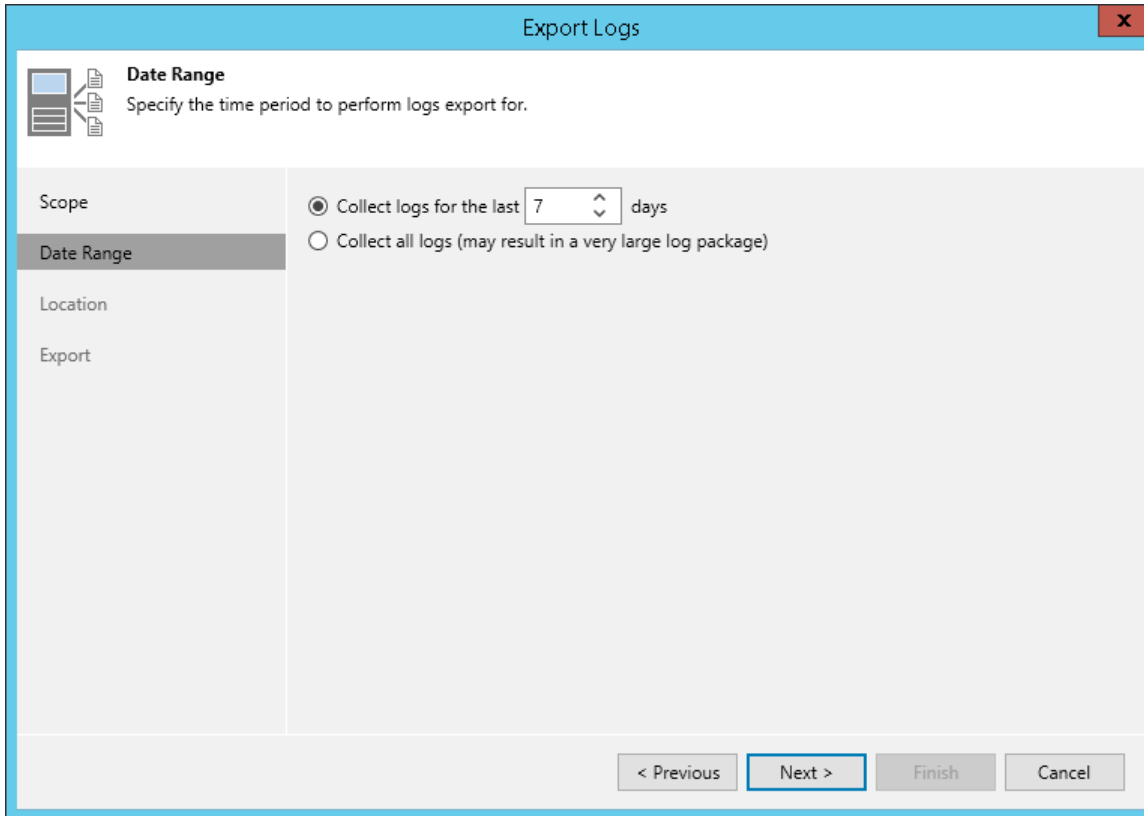 Export Logs
x
Date Range
Specify the time period to perform logs export for.
Scope
Date Range
Location
Export
Collect logs for the last 7 days
Collect all logs (may result in a very large log package)
< Previous
Next >
Finish
Cancel